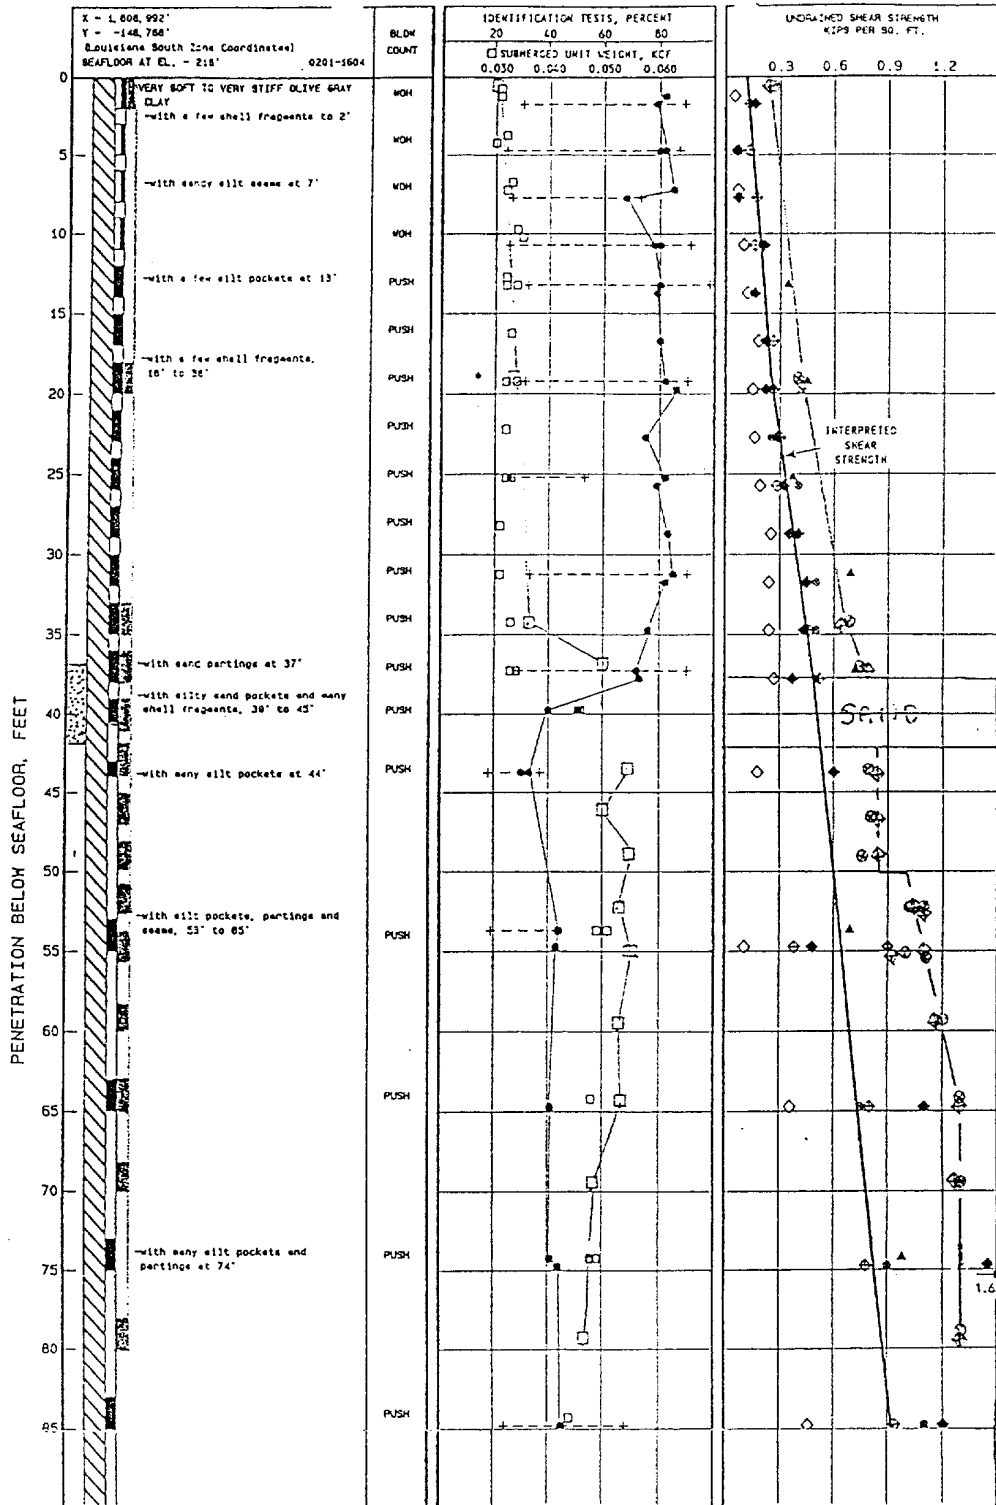 X - 1,606,992'
Y - -146,768'
(Louisiana South Zone Coordinates)
SEAFLOOR AT EL. - 216' 0201-1604
BLOW
COUNT
IDENTIFICATION TESTS, PERCENT
20 40 60 80
SUBMERGED UNIT WEIGHT, KCF
0.030 0.040 0.050 0.060
UNDRAINED SHEAR STRENGTH
KIPS PER SQ. FT.
0.3 0.6 0.9 1.2
PENETRATION BELOW SEAFLOOR, FEET
0
VERY SOFT TO VERY STIFF OLIVE GRAY
CLAY
WOH
-with a few shell fragments to 2'
WOH
5
-with sandy silt seams at 7'
WOH
10
WOH
-with a few silt pockets at 13'
PUSH
15
PUSH
-with a few shell fragments,
18' to 36'
PUSH
20
PUSH
INTERPRETED
SHEAR
STRENGTH
25
PUSH
PUSH
30
PUSH
PUSH
35
-with sand partings at 37'
PUSH
-with silty sand pockets and many
shell fragments, 39' to 45'
PUSH
40
SAND
-with many silt pockets at 44'
PUSH
45
50
-with silt pockets, partings and
seams, 53' to 65'
PUSH
55
60
PUSH
65
70
-with many silt pockets and
partings at 74'
PUSH
75
1.6
80
PUSH
85